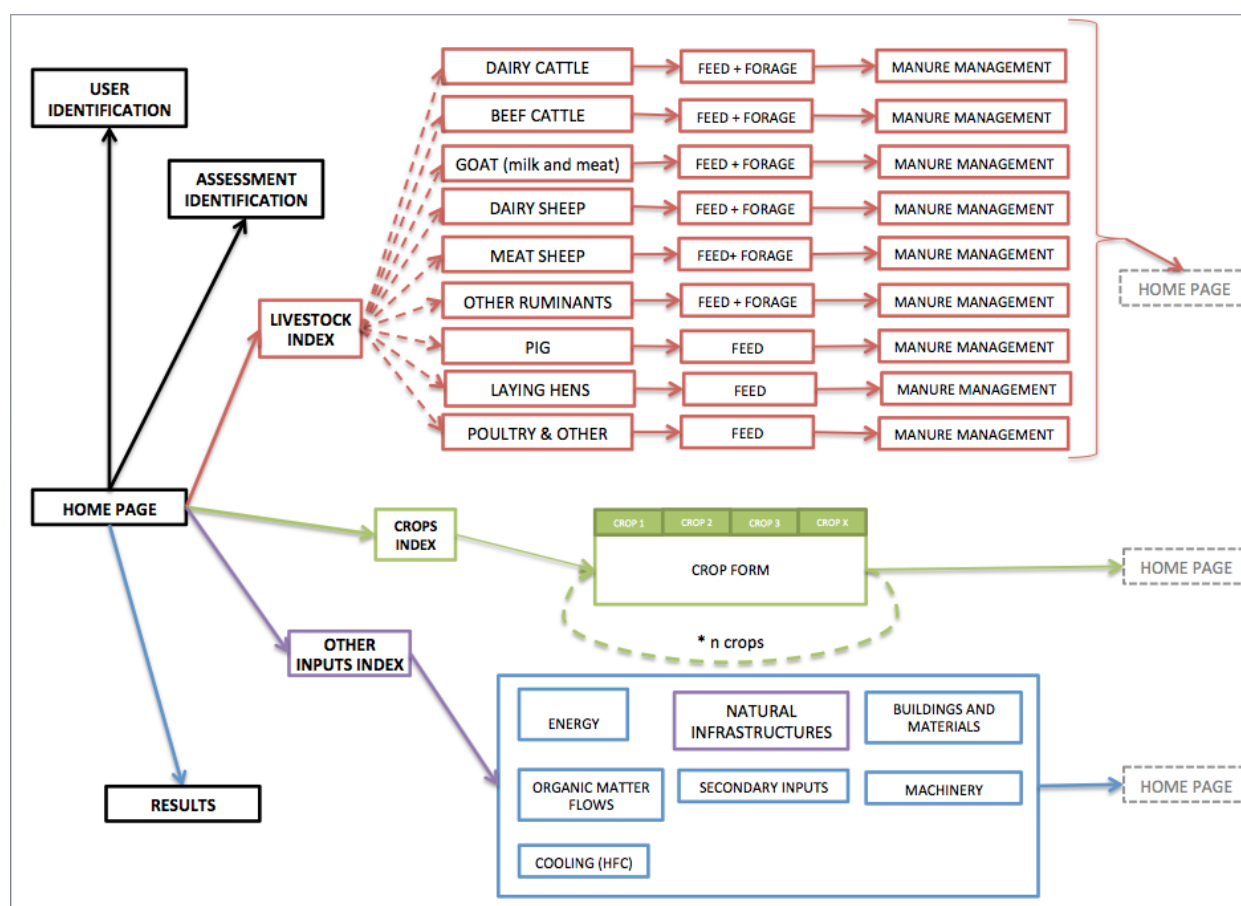 USER
IDENTIFICATION
ASSESSMENT
IDENTIFICATION
DAIRY CATTLE
FEED + FORAGE
MANURE MANAGEMENT
BEEF CATTLE
FEED + FORAGE
MANURE MANAGEMENT
GOAT (milk and meat)
FEED + FORAGE
MANURE MANAGEMENT
DAIRY SHEEP
FEED + FORAGE
MANURE MANAGEMENT
MEAT SHEEP
FEED+ FORAGE
MANURE MANAGEMENT
OTHER RUMINANTS
FEED + FORAGE
MANURE MANAGEMENT
PIG
FEED
MANURE MANAGEMENT
LAYING HENS
FEED
MANURE MANAGEMENT
POULTRY & OTHER
FEED
MANURE MANAGEMENT
HOME PAGE
LIVESTOCK
INDEX
HOME PAGE
CROPS
INDEX
CROP 1
CROP 2
CROP 3
CROP X
CROP FORM
* n crops
HOME PAGE
OTHER
INPUTS INDEX
ENERGY
NATURAL
INFRASTRUCTURES
BUILDINGS AND
MATERIALS
ORGANIC MATTER
FLOWS
SECONDARY INPUTS
MACHINERY
COOLING (HFC)
HOME PAGE
RESULTS